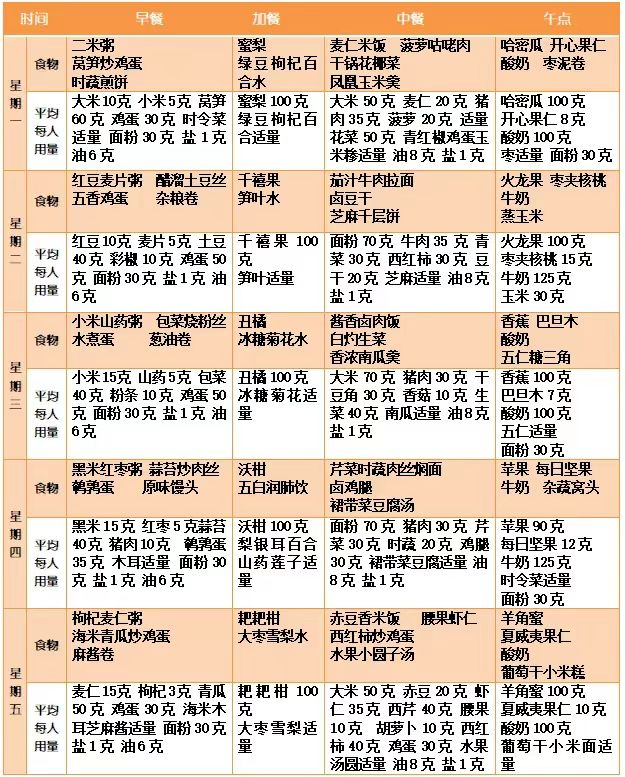 时间 早餐 加餐 中餐 午点
星期一
食物
二米粥
莴笋炒鸡蛋
时蔬煎饼
蜜梨
绿豆枸杞百
合水
麦仁米饭 菠萝咕咾肉
干锅花椰菜
凤凰玉米羹
哈密瓜 开心果仁
酸奶 枣泥卷
平均
每人
用量
大米10克 小米5克 莴笋
60克 鸡蛋30克 时令菜
适量 面粉30克 盐1克
油6克
蜜梨100克
绿豆枸杞百
合适量
大米50克 麦仁20克 猪
肉35克 菠萝20克 适量
花菜50克 青红椒鸡蛋玉
米糁适量 油8克 盐1克
哈密瓜100克
开心果仁8克
酸奶100克
枣适量 面粉30克
星期二
食物
红豆麦片粥 醋溜土豆丝
五香鸡蛋 杂粮卷
千禧果
笋叶水
茄汁牛肉拉面
卤豆干
芝麻千层饼
火龙果 枣夹核桃
牛奶
蒸玉米
平均
每人
用量
红豆10克 麦片5克 土豆
40克 彩椒10克 鸡蛋50
克 面粉30克 盐1克 油
6克
千禧果100
克
笋叶适量
面粉70克 牛肉35克 青
菜30克 西红柿30克 豆
干20克 芝麻适量 油8克
盐1克
火龙果100克
枣夹核桃15克
牛奶125克
玉米30克
星期三
食物
小米山药粥 包菜烧粉丝
水煮蛋 葱油卷
丑橘
冰糖菊花水
酱香卤肉饭
白灼生菜
香浓南瓜羹
香蕉 巴旦木
酸奶
五仁糖三角
平均
每人
用量
小米15克 山药5克 包菜
40克 粉条10克 鸡蛋50
克 面粉30克 盐1克 油
6克
丑橘100克
冰糖菊花适
量
大米70克 猪肉30克 干
豆角30克 香菇10克 生
菜40克 南瓜适量 油8克
盐1克
香蕉100克
巴旦木7克
酸奶100克
五仁适量
面粉30克
星期四
食物
黑米红枣粥 蒜苔炒肉丝
鹌鹑蛋 原味馒头
沃柑
五白润肺饮
芹菜时蔬肉丝焖面
卤鸡腿
裙带菜豆腐汤
苹果 每日坚果
牛奶 杂蔬窝头
平均
每人
用量
黑米15克 红枣5克蒜苔
40克 猪肉10克 鹌鹑蛋
35克 木耳适量 面粉30
克 盐1克 油6克
沃柑100克
梨银耳百合
山药莲子适
量
面粉70克 猪肉30克 芹
菜30克 时蔬20克 鸡腿
30克 裙带菜豆腐适量 油
8克 盐1克
苹果90克
每日坚果12克
牛奶125克
时令菜适量
面粉30克
星期五
食物
枸杞麦仁粥
海米青瓜炒鸡蛋
麻酱卷
耙耙柑
大枣雪梨水
赤豆香米饭 腰果虾仁
西红柿炒鸡蛋
水果小圆子汤
羊角蜜
夏威夷果仁
酸奶
葡萄干小米糕
平均
每人
用量
麦仁15克 枸杞3克 青瓜
50克 鸡蛋30克 海米木
耳芝麻酱适量 面粉30克
盐1克 油6克
耙耙柑100
克
大枣雪梨适
量
大米50克 赤豆20克 虾
仁35克 西芹40克 腰果
10克 胡萝卜10克 西红
柿40克 鸡蛋30克 水果
汤圆适量 油8克 盐1克
羊角蜜100克
夏威夷果仁10克
酸奶100克
葡萄干小米面适
量